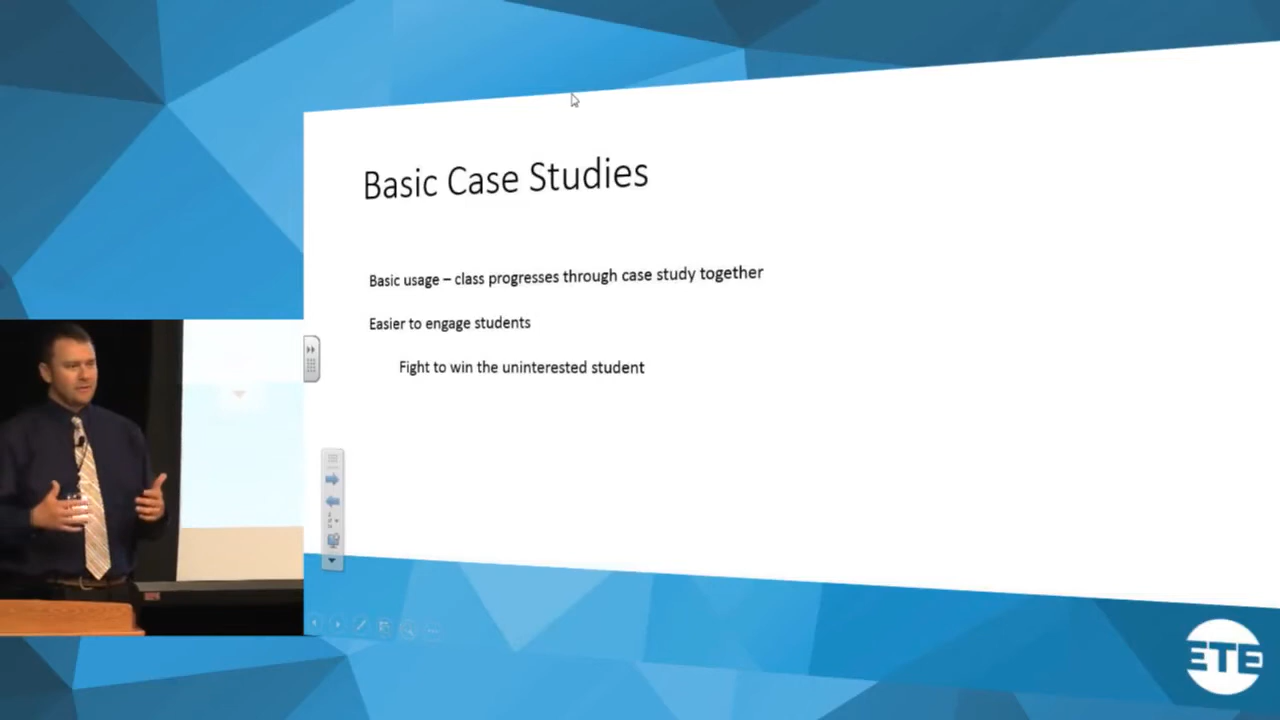 Basic Case Studies
Basic usage – class progresses through case study together
Easier to engage students
Fight to win the uninterested student
ETE